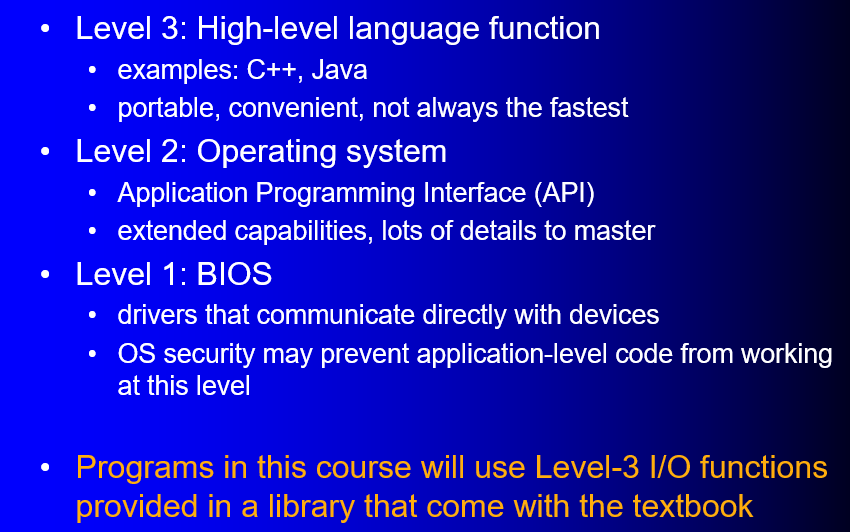 • Level 3: High-level language function
• examples: C++, Java
• portable, convenient, not always the fastest
• Level 2: Operating system
• Application Programming Interface (API)
• extended capabilities, lots of details to master
• Level 1: BIOS
• drivers that communicate directly with devices
• OS security may prevent application-level code from working
at this level
• Programs in this course will use Level-3 I/O functions
provided in a library that come with the textbook